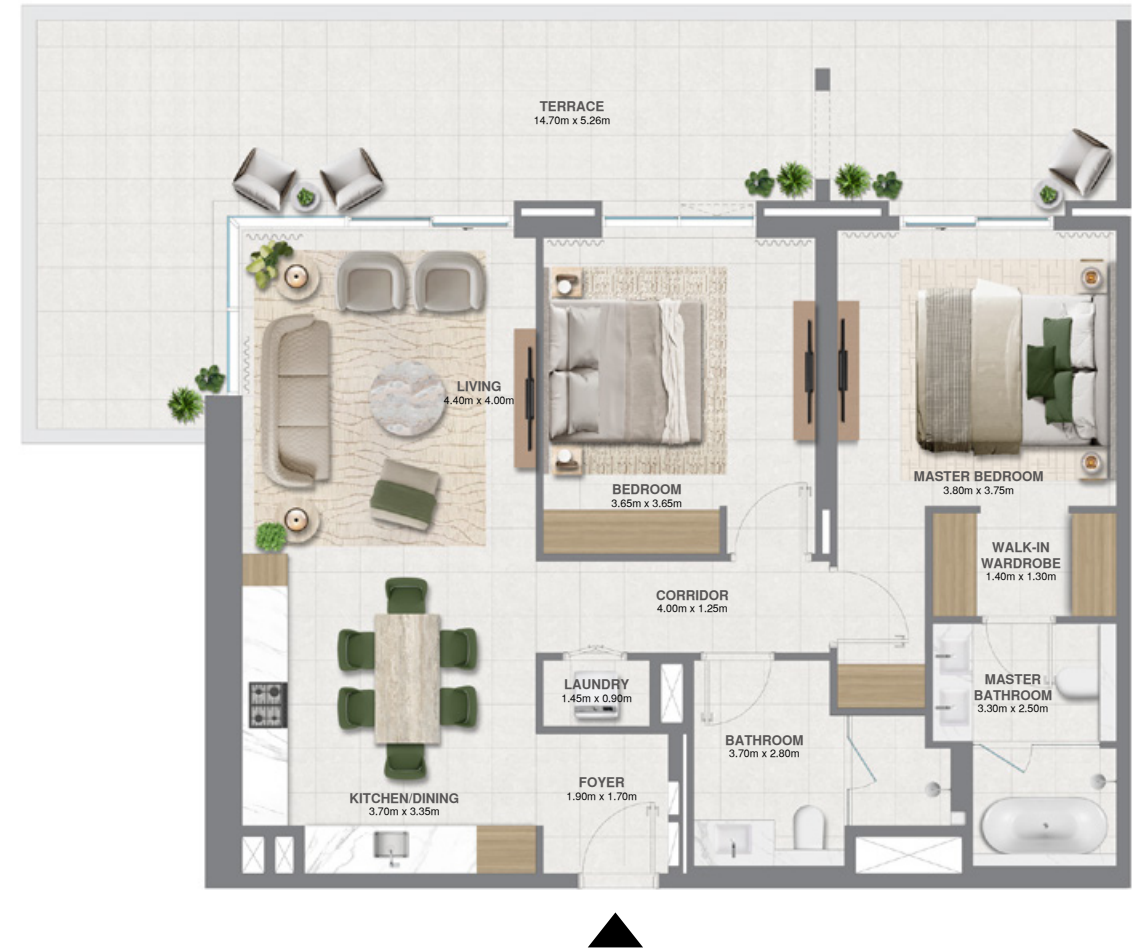 TERRACE
14.70m x 5.26m
LIVING
4.40m x 4.00m
BEDROOM
3.65m x 3.65m
MASTER BEDROOM
3.80m x 3.75m
WALK-IN
WARDROBE
1.40m x 1.30m
CORRIDOR
4.00m x 1.25m
LAUNDRY
1.45m x 0.90m
MASTER
BATHROOM
3.30m x 2.50m
BATHROOM
3.70m x 2.80m
FOYER
1.90m x 1.70m
KITCHEN/DINING
3.70m x 3.35m